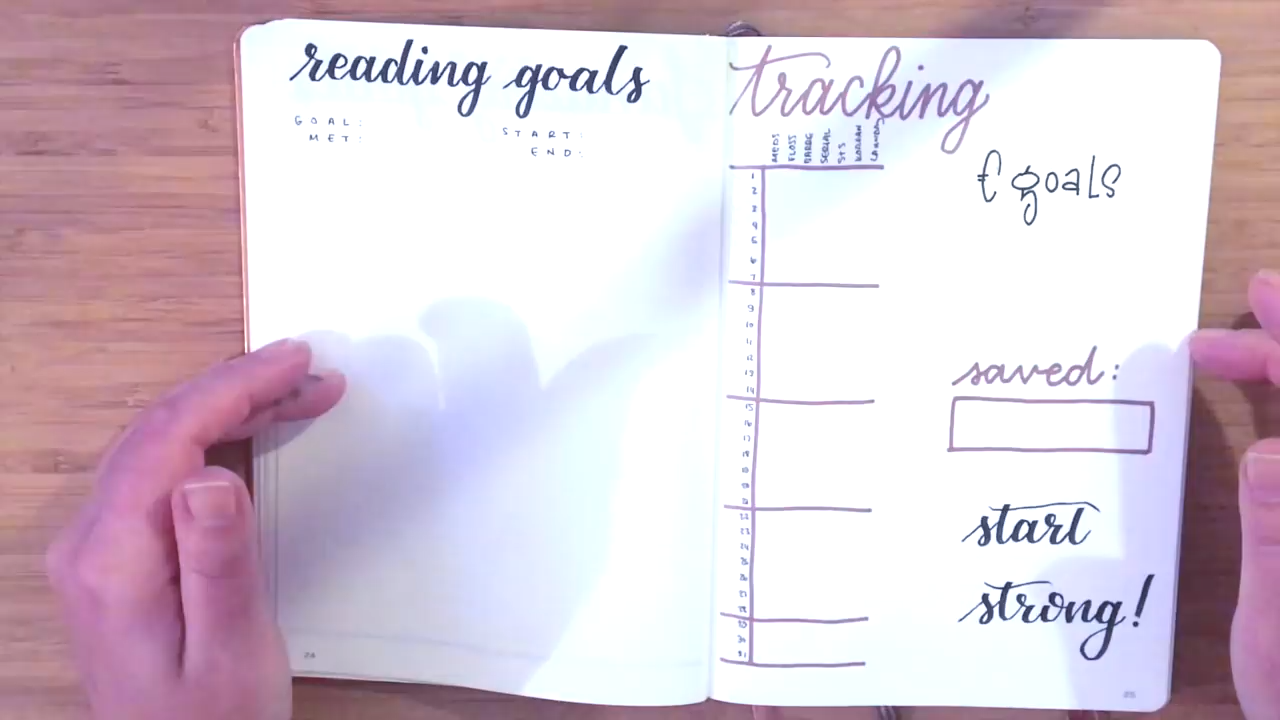 reading goals
GOAL:
MET:
START:
END:
24
tracking
MEDS
FLOSS
SERIAL
STS
KOREAN
1
2
3
4
5
6
7
8
9
10
11
12
13
14
15
16
17
18
19
20
21
22
23
24
25
26
27
28
29
30
31
€ goals
saved:
start
strong!
25